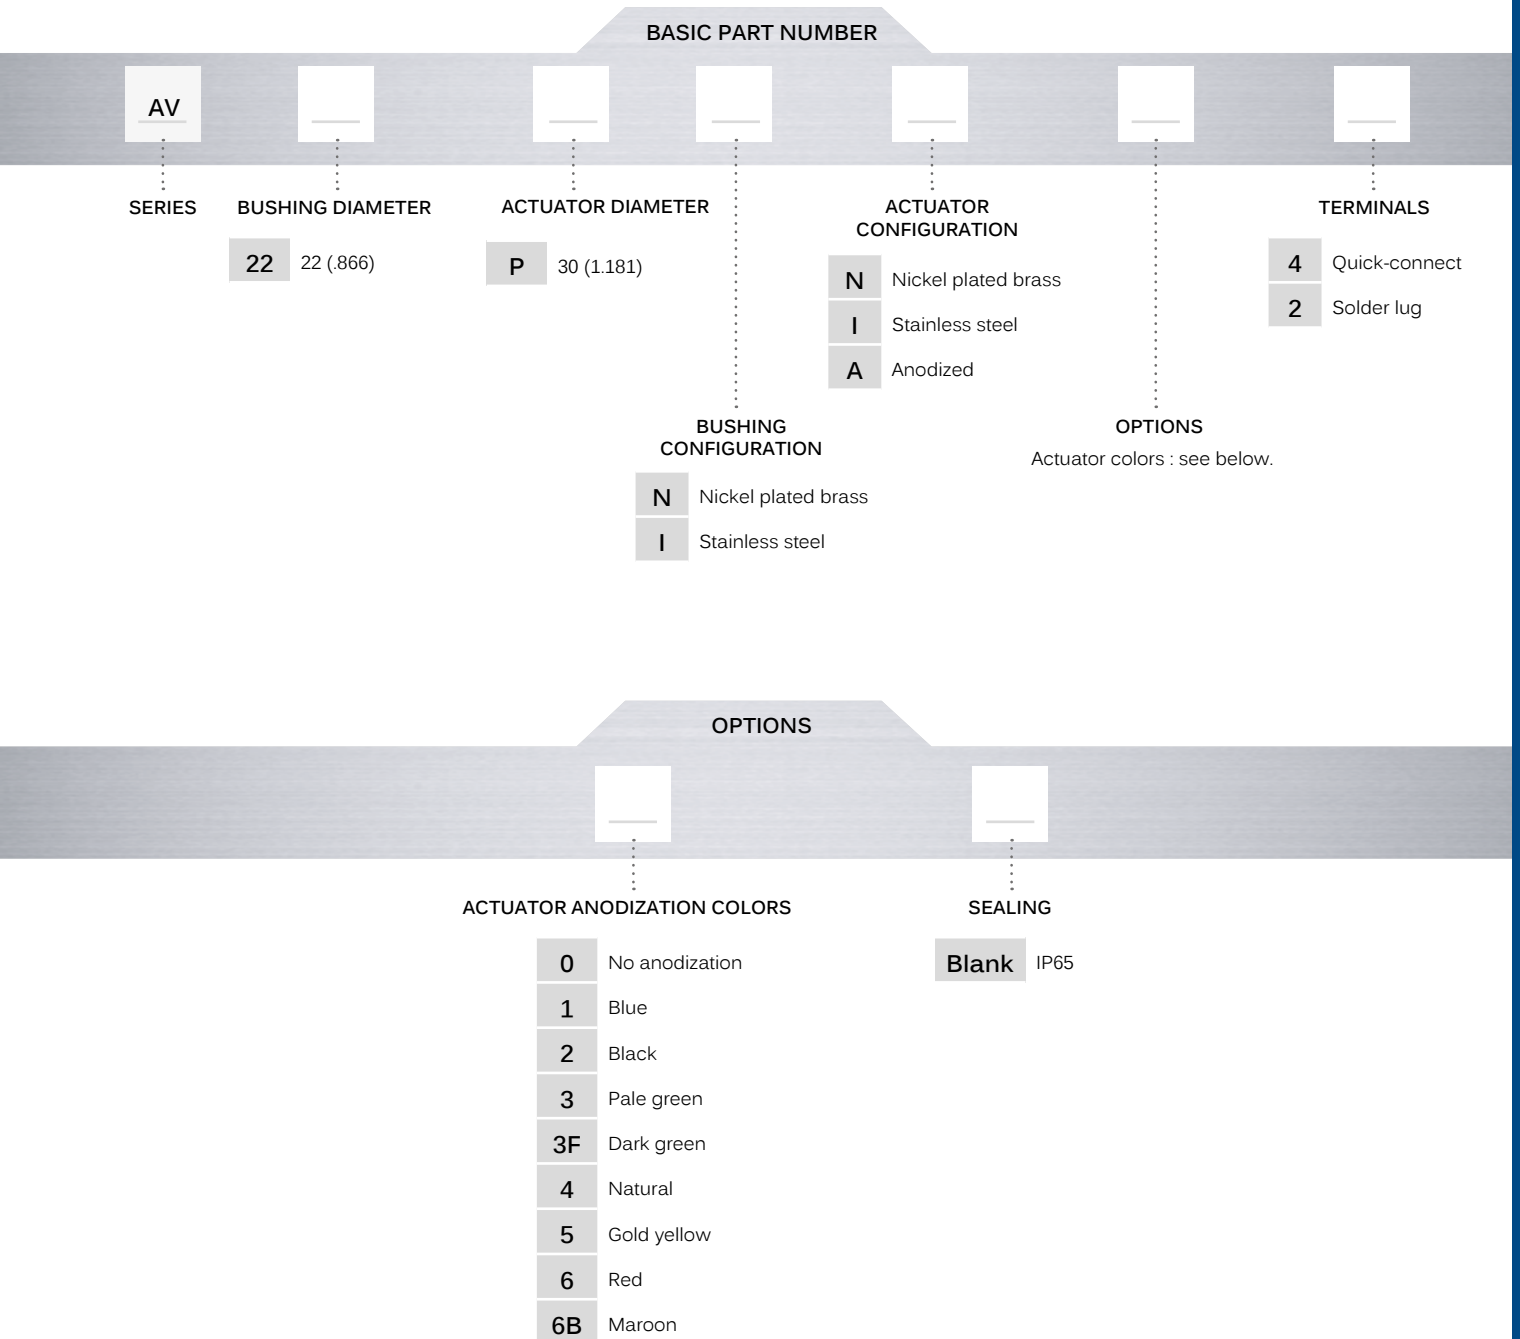 BASIC PART NUMBER
AV
SERIES
BUSHING DIAMETER
22 22 (.866)
ACTUATOR DIAMETER
P 30 (1.181)
BUSHING
CONFIGURATION
N Nickel plated brass
I Stainless steel
ACTUATOR
CONFIGURATION
N Nickel plated brass
I Stainless steel
A Anodized
OPTIONS
Actuator colors : see below.
TERMINALS
4 Quick-connect
2 Solder lug
OPTIONS
ACTUATOR ANODIZATION COLORS
0 No anodization
1 Blue
2 Black
3 Pale green
3F Dark green
4 Natural
5 Gold yellow
6 Red
6B Maroon
SEALING
Blank IP65